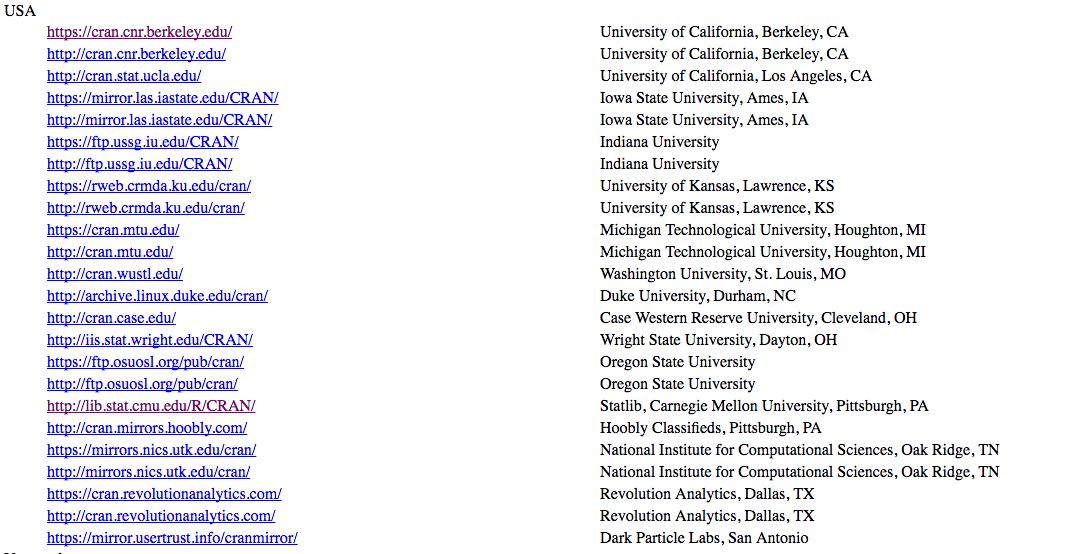 USA
https://cran.cnr.berkeley.edu/ University of California, Berkeley, CA
http://cran.cnr.berkeley.edu/ University of California, Berkeley, CA
http://cran.stat.ucla.edu/ University of California, Los Angeles, CA
https://mirror.las.iastate.edu/CRAN/ Iowa State University, Ames, IA
http://mirror.las.iastate.edu/CRAN/ Iowa State University, Ames, IA
https://ftp.ussg.iu.edu/CRAN/ Indiana University
http://ftp.ussg.iu.edu/CRAN/ Indiana University
https://rweb.crmda.ku.edu/cran/ University of Kansas, Lawrence, KS
http://rweb.crmda.ku.edu/cran/ University of Kansas, Lawrence, KS
https://cran.mtu.edu/ Michigan Technological University, Houghton, MI
http://cran.mtu.edu/ Michigan Technological University, Houghton, MI
http://cran.wustl.edu/ Washington University, St. Louis, MO
http://archive.linux.duke.edu/cran/ Duke University, Durham, NC
http://cran.case.edu/ Case Western Reserve University, Cleveland, OH
http://iis.stat.wright.edu/CRAN/ Wright State University, Dayton, OH
https://ftp.osuosl.org/pub/cran/ Oregon State University
http://ftp.osuosl.org/pub/cran/ Oregon State University
http://lib.stat.cmu.edu/R/CRAN/ Statlib, Carnegie Mellon University, Pittsburgh, PA
http://cran.mirrors.hoobly.com/ Hoobly Classifieds, Pittsburgh, PA
https://mirrors.nics.utk.edu/cran/ National Institute for Computational Sciences, Oak Ridge, TN
http://mirrors.nics.utk.edu/cran/ National Institute for Computational Sciences, Oak Ridge, TN
https://cran.revolutionanalytics.com/ Revolution Analytics, Dallas, TX
http://cran.revolutionanalytics.com/ Revolution Analytics, Dallas, TX
https://mirror.usertrust.info/cranmirror/ Dark Particle Labs, San Antonio